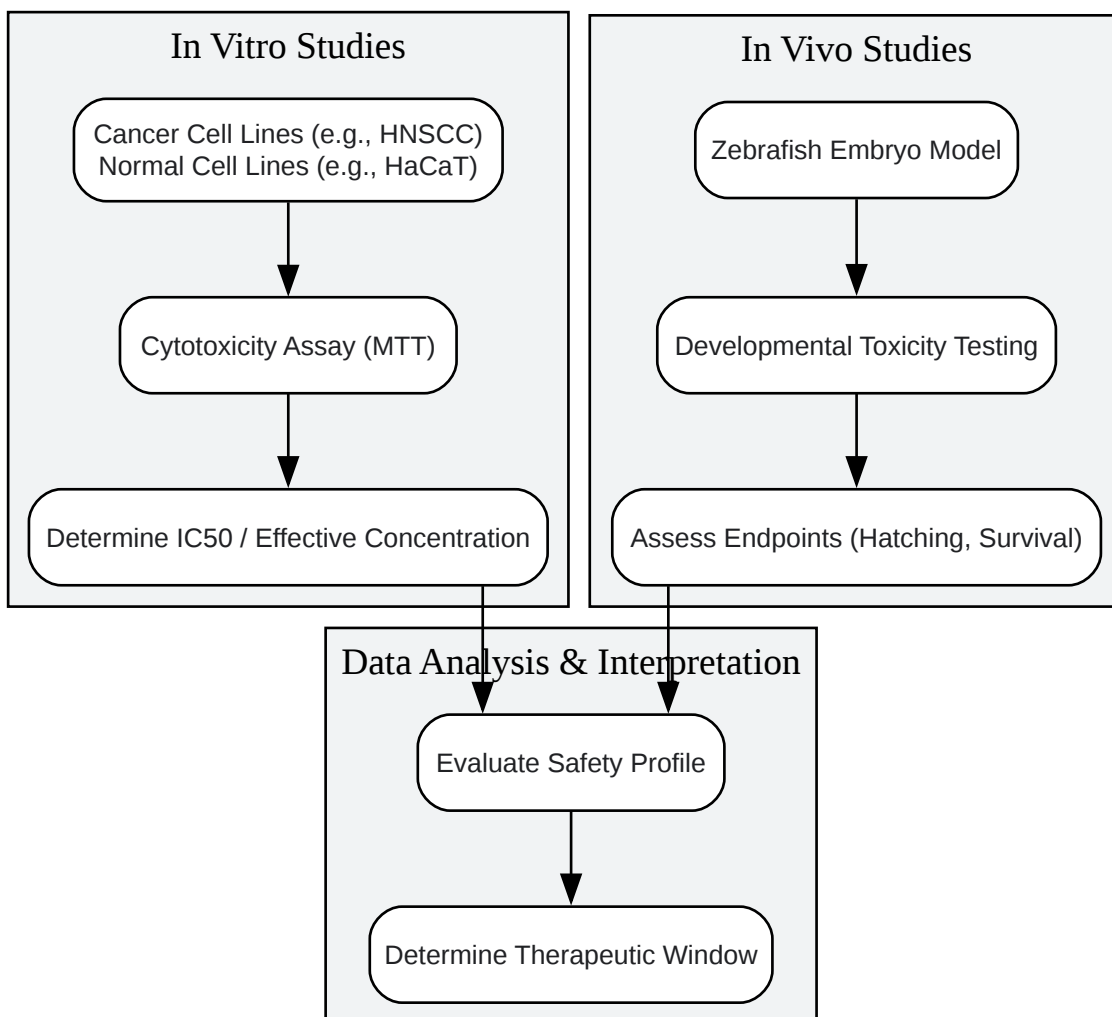 In Vitro Studies
Cancer Cell Lines (e.g., HNSCC)
Normal Cell Lines (e.g., HaCaT)
Cytotoxicity Assay (MTT)
Determine IC50 / Effective Concentration
In Vivo Studies
Zebrafish Embryo Model
Developmental Toxicity Testing
Assess Endpoints (Hatching, Survival)
Data Analysis & Interpretation
Evaluate Safety Profile
Determine Therapeutic Window